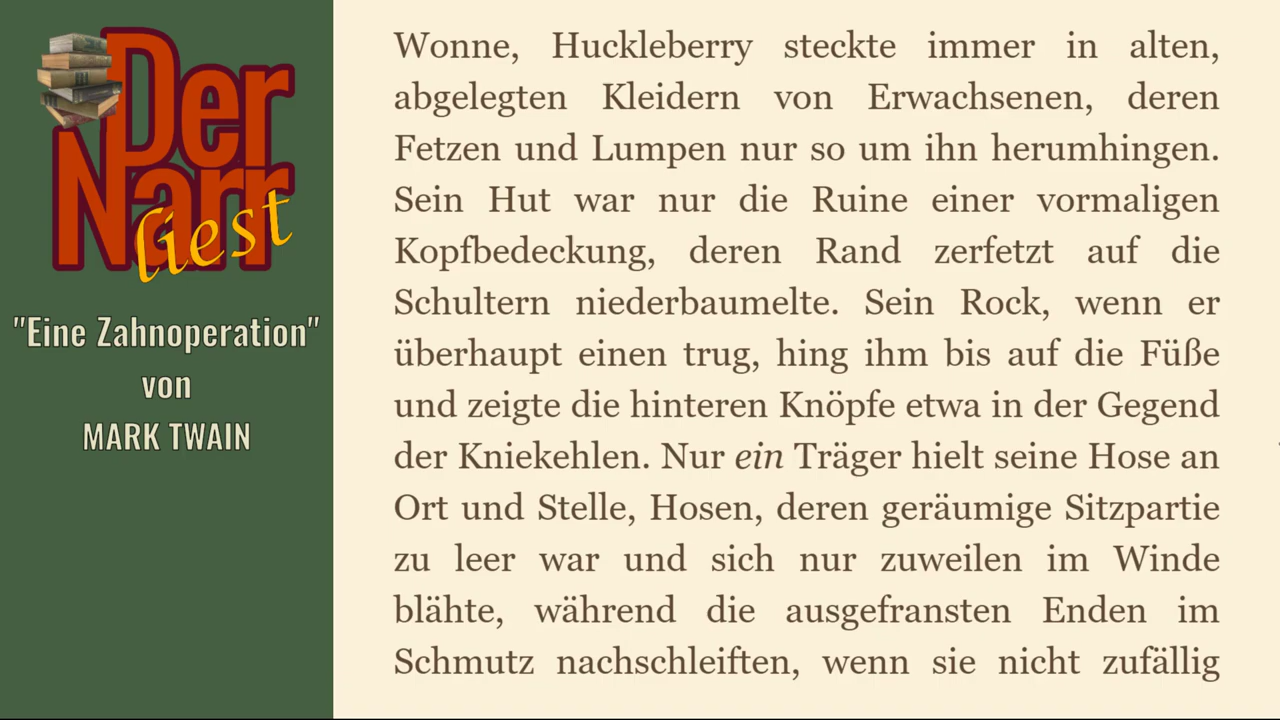 Der
Narr
liest
"Eine Zahnoperation"
von
MARK TWAIN
Wonne, Huckleberry steckte immer in alten,
abgelegten Kleidern von Erwachsenen, deren
Fetzen und Lumpen nur so um ihn herumhingen.
Sein Hut war nur die Ruine einer vormaligen
Kopfbedeckung, deren Rand zerfetzt auf die
Schultern niederbaumelte. Sein Rock, wenn er
überhaupt einen trug, hing ihm bis auf die Füße
und zeigte die hinteren Knöpfe etwa in der Gegend
der Kniekehlen. Nur ein Träger hielt seine Hose an
Ort und Stelle, Hosen, deren geräumige Sitzpartie
zu leer war und sich nur zuweilen im Winde
blähte, während die ausgefransten Enden im
Schmutz nachschleiften, wenn sie nicht zufällig